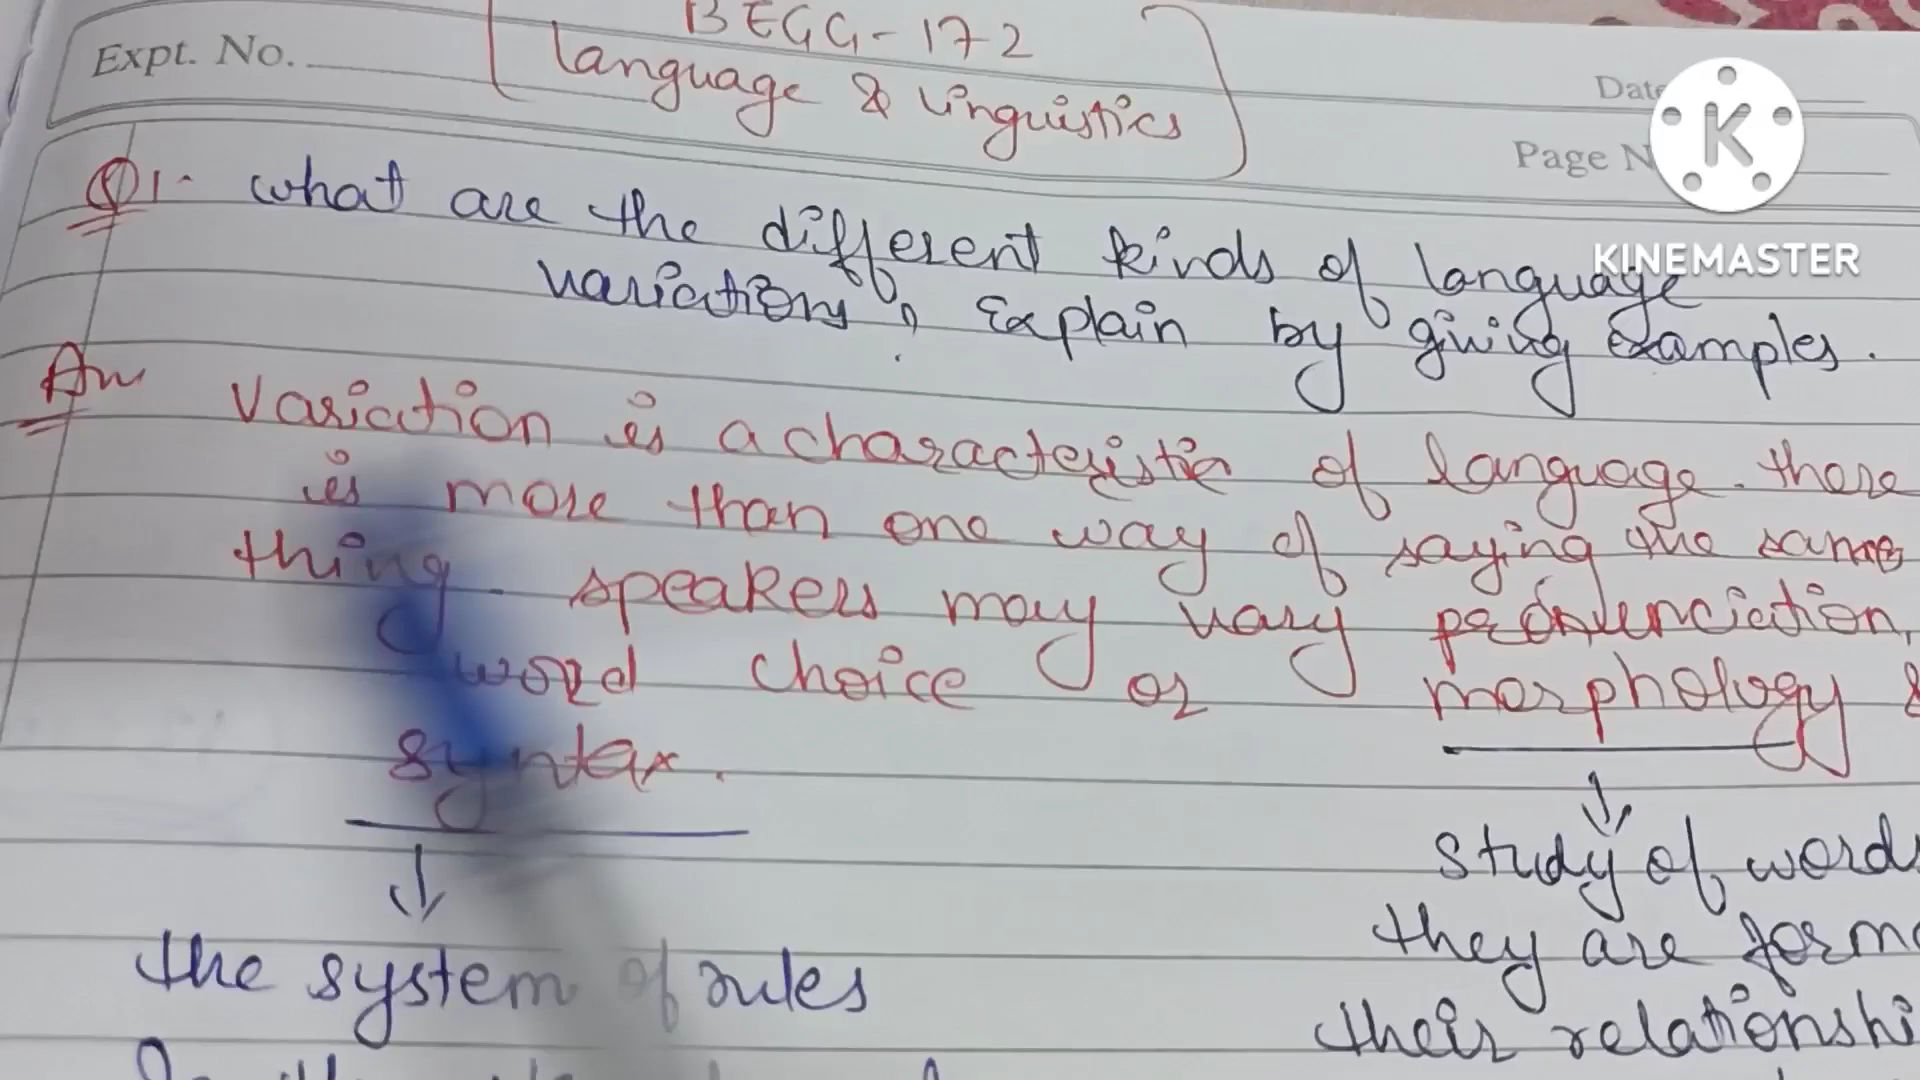 BEGG-172
Expt. No.
language & linguistics
Date
Page N
KINEMASTER
Q1- what are the different kinds of language
variations, Explain by giving examples.
Ans Variation is a characteristic of language. there
is more than one way of saying the same
thing. speakers may vary pronunciation,
word choice or morphology &
syntax.
study of word
they are form
the system of rules
their relationshi